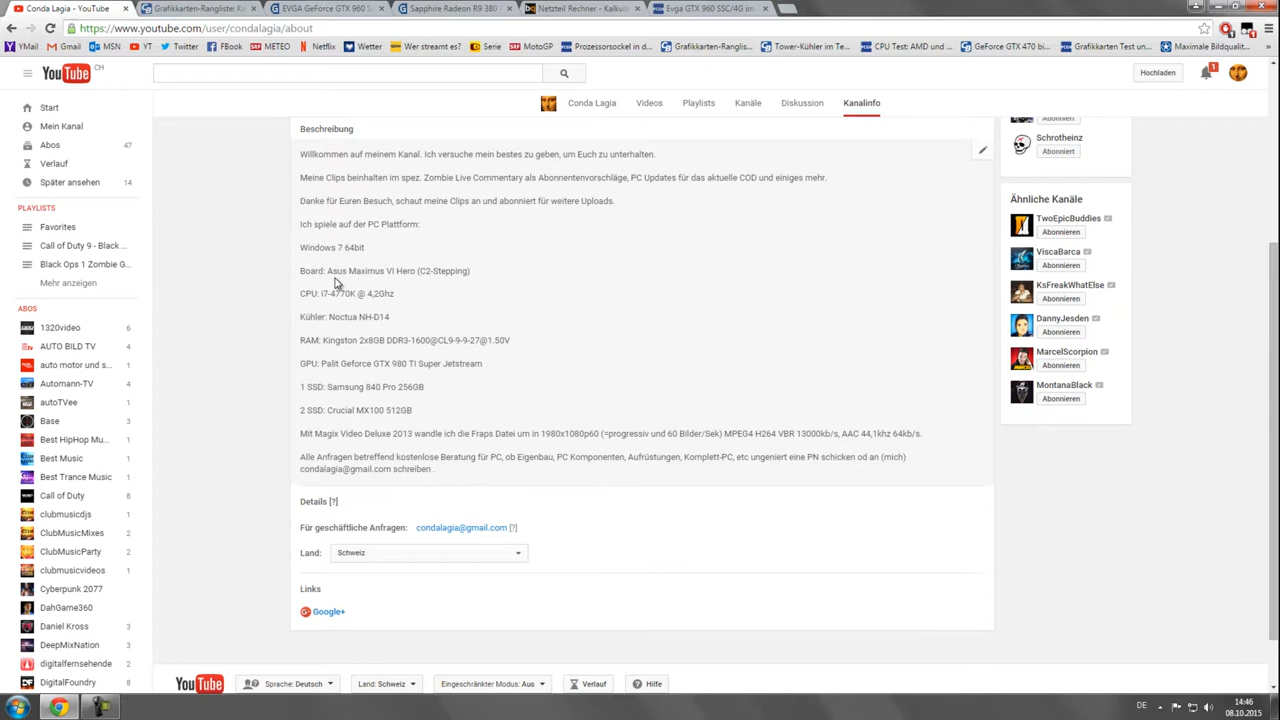 Conda Lagia - YouTube
Grafikkarten-Rangliste:
EVGA GeForce GTX 960 S
Sapphire Radeon R9 380
Netzteil Rechner - Kalkula
Evga GTX 960 SSC/4G im
https://www.youtube.com/user/condalagia/about
YMail
Gmail
MSN
YT
Twitter
FBook
METEO
Netflix
Wetter
Wer streamt es?
Serie
MotoGP
Prozessorsockel in d...
Grafikkarten-Rangli...
Tower-Kühler im Te...
CPU Test: AMD und ...
GeForce GTX 470 bi...
Grafikkarten Test un...
Maximale Bildqualit...
YouTube CH
Hochladen
1
Start
Mein Kanal
Abos 47
Verlauf
Später ansehen 14
PLAYLISTS
Favorites
Call of Duty 9 - Black ...
Black Ops 1 Zombie G...
Mehr anzeigen
ABOS
1320video 6
AUTO BILD TV 4
auto motor und s... 1
Automann-TV 4
autoTVee 1
Base 2
Best HipHop Mu... 1
Best Music 1
Best Trance Music 1
Call of Duty 8
clubmusicdjs 1
ClubMusicMixes 2
ClubMusicParty 2
clubmusicvideos 1
Cyberpunk 2077
DahGame360
Daniel Kross 3
DeepMixNation 3
digitalfernsehende 2
DigitalFoundry 8
Conda Lagia
Videos
Playlists
Kanäle
Diskussion
Kanalinfo
Beschreibung
Willkommen auf meinem Kanal. Ich versuche mein bestes zu geben, um Euch zu unterhalten.
Meine Clips beinhalten im spez. Zombie Live Commentary als Abonnentenvorschläge, PC Updates für das aktuelle COD und einiges mehr.
Danke für Euren Besuch, schaut meine Clips an und abonniert für weitere Uploads.
Ich spiele auf der PC Plattform:
Windows 7 64bit
Board: Asus Maximus VI Hero (C2-Stepping)
CPU: i7-4770K @ 4,2Ghz
Kühler: Noctua NH-D14
RAM: Kingston 2x8GB DDR3-1600@CL9-9-9-27@1.50V
GPU: Palit Geforce GTX 980 TI Super Jetstream
1 SSD: Samsung 840 Pro 256GB
2 SSD: Crucial MX100 512GB
Mit Magix Video Deluxe 2013 wandle ich die Fraps Datei um in 1980x1080p60 (=progressiv und 60 Bilder/Sek) MPEG4 H264 VBR 13000kb/s, AAC 44,1khz 64kb/s.
Alle Anfragen betreffend kostenlose Beratung für PC, ob Eigenbau, PC Komponenten, Aufrüstungen, Komplett-PC, etc ungeniert eine PN schicken od an (mich)
condalagia@gmail.com schreiben .
Details [?]
Für geschäftliche Anfragen: condalagia@gmail.com [?]
Land: Schweiz
Links
Google+
Abonniert
Schrotheinz
Abonniert
Ähnliche Kanäle
TwoEpicBuddies
Abonnieren
ViscaBarca
Abonnieren
KsFreakWhatElse
Abonnieren
DannyJesden
Abonnieren
MarcelScorpion
Abonnieren
MontanaBlack
Abonnieren
YouTube
Sprache: Deutsch
Land: Schweiz
Eingeschränkter Modus: Aus
Verlauf
Hilfe
DE
14:46
08.10.2015